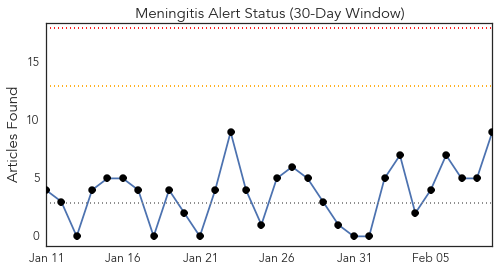 Meningitis Alert Status (30-Day Window)
Articles Found
15
10
5
0
Jan 11 Jan 16 Jan 21 Jan 26 Jan 31 Feb 05